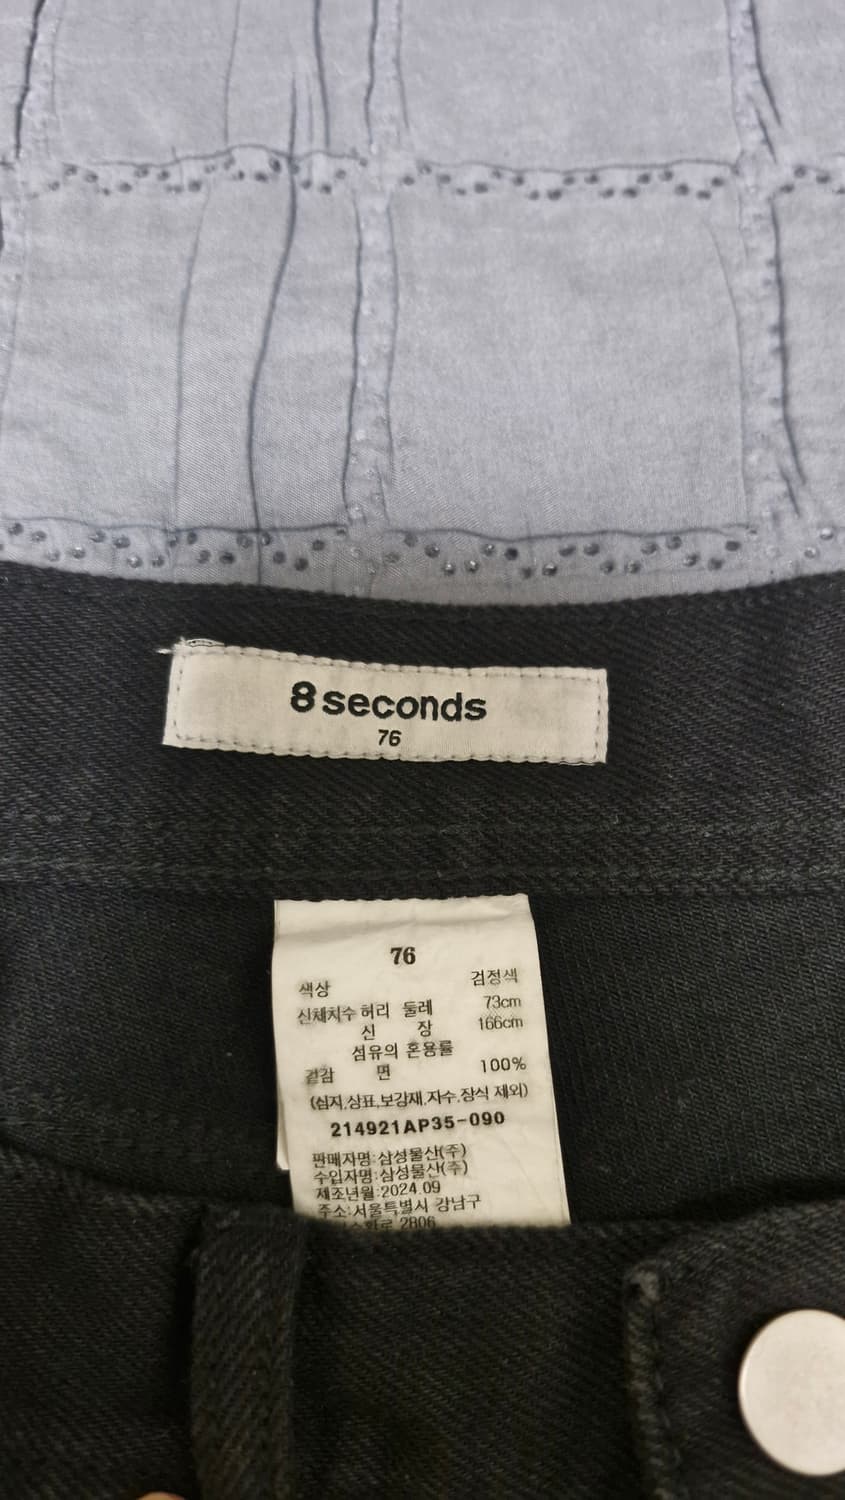 8 seconds
76
76
색상 검정색
신체치수 허리 둘레 73cm
신 장 166cm
섬유의 혼용률
겉감 면 100%
(심지,상표,보강재,자수,장식 제외)
214921AP35-090
판매자명:삼성물산(주)
수입자명:삼성물산(주)
제조년월:2024.09
주소:서울특별시 강남구
2806